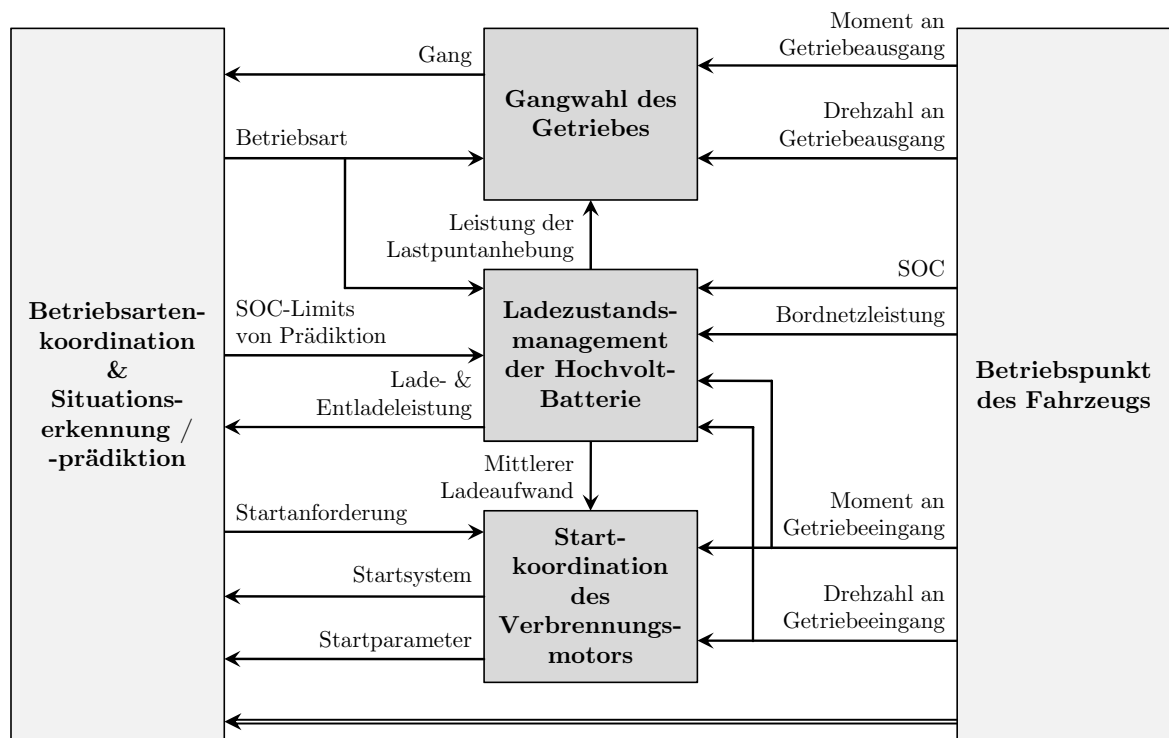 Moment an
Getriebeausgang
Gang
Gangwahl des
Getriebes
Drehzahl an
Getriebeausgang
Betriebsart
Leistung der
Lastpuntanhebung
SOC
Betriebsarten-
koordination
&
Situations-
erkennung /
-prädiktion
SOC-Limits
von Prädiktion
Ladezustands-
management
der Hochvolt-
Batterie
Bordnetzleistung
Betriebspunkt
des Fahrzeugs
Lade- &
Entladeleistung
Mittlerer
Ladeaufwand
Startanforderung
Moment an
Getriebeeingang
Start-
koordination
des
Verbrennungs-
motors
Startsystem
Drehzahl an
Getriebeeingang
Startparameter